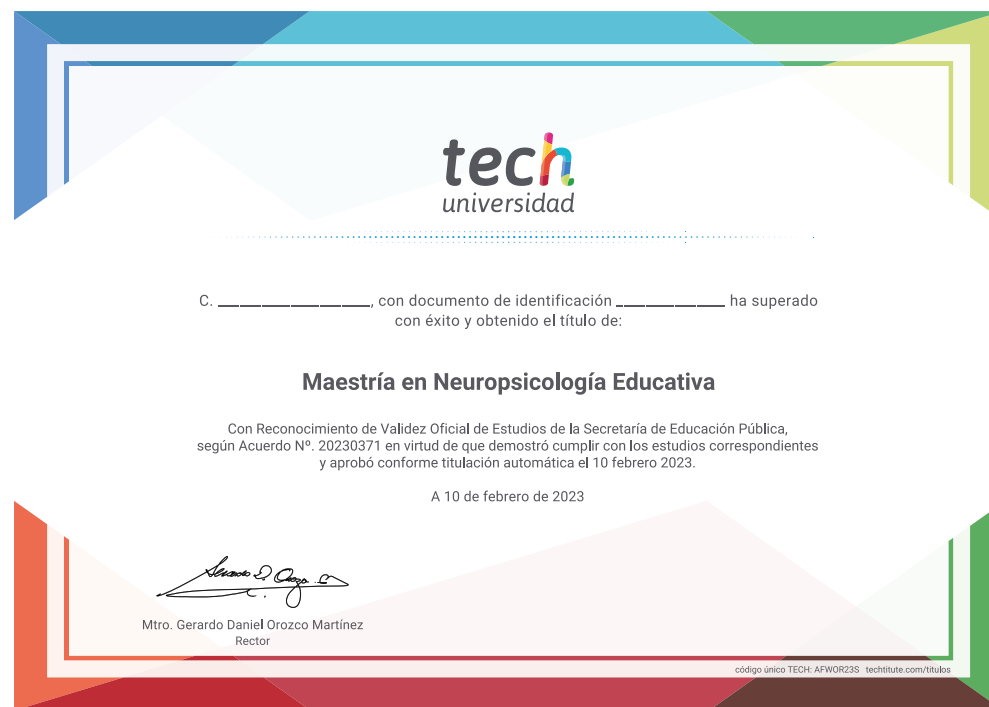 tech
universidad
C. ____________________, con documento de identificación ______________ ha superado
con éxito y obtenido el título de:
Maestría en Neuropsicología Educativa
Con Reconocimiento de Validez Oficial de Estudios de la Secretaría de Educación Pública,
según Acuerdo Nº. 20230371 en virtud de que demostró cumplir con los estudios correspondientes
y aprobó conforme titulación automática el 10 febrero 2023.
A 10 de febrero de 2023
Mtro. Gerardo Daniel Orozco Martínez
Rector
código único TECH: AFWOR23S techtitute.com/titulos